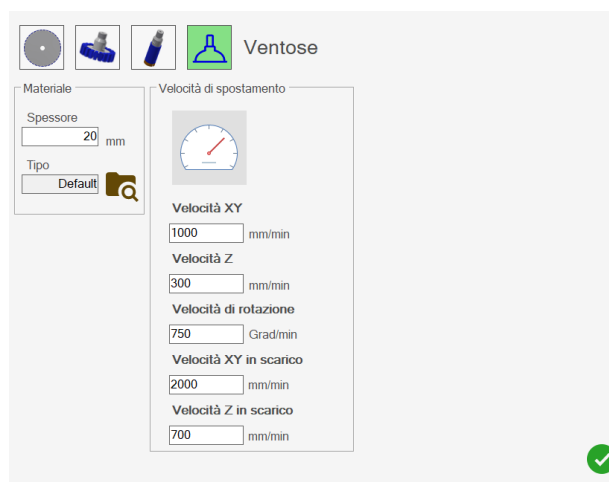 Ventose
Materiale
Spessore
20 mm
Tipo
Default
Velocità di spostamento
Velocità XY
1000 mm/min
Velocità Z
300 mm/min
Velocità di rotazione
750 Grad/min
Velocità XY in scarico
2000 mm/min
Velocità Z in scarico
700 mm/min